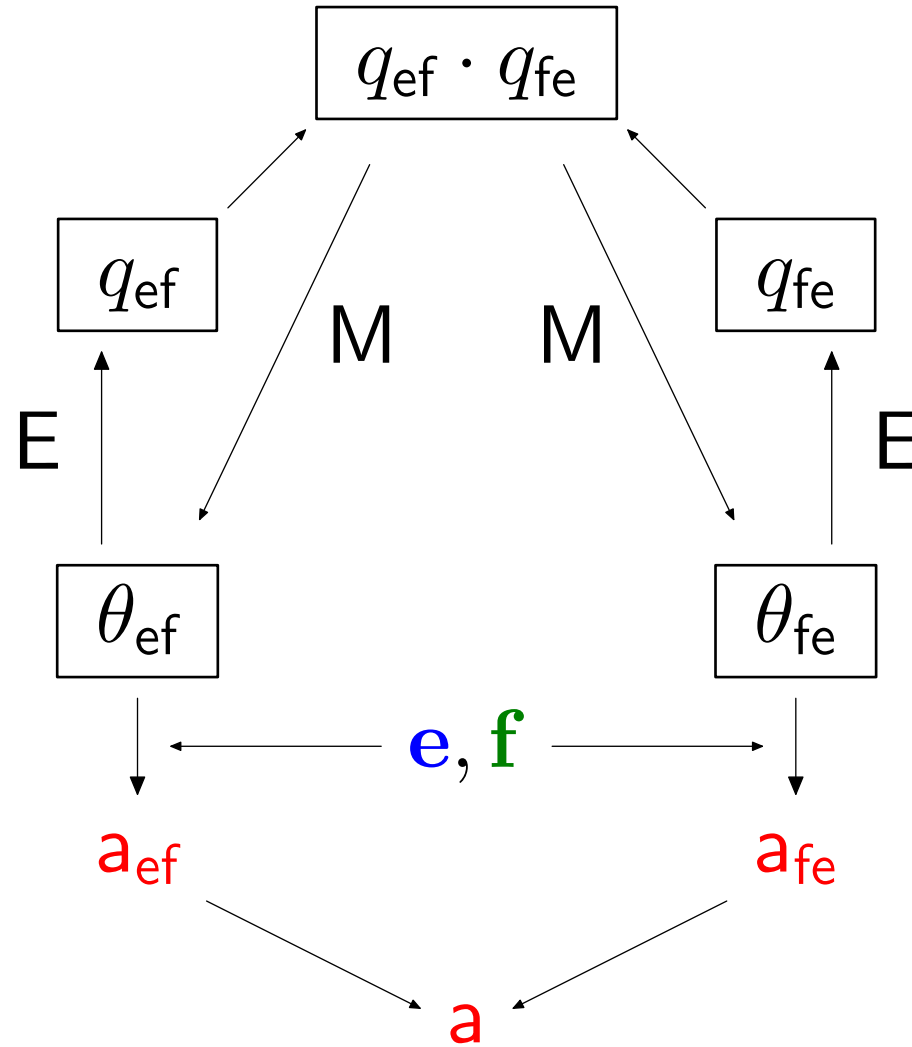 q_ef · q_fe
q_ef q_fe
M M
E E
θ_ef θ_fe
e, f
a_ef a_fe
a